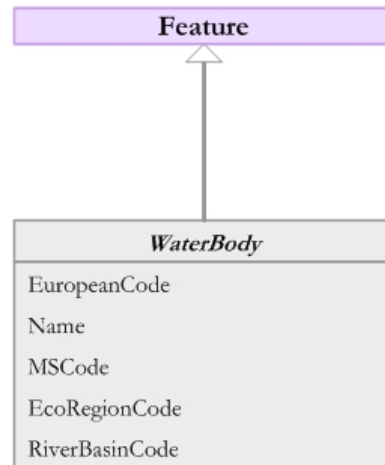 Feature
WaterBody
EuropeanCode
Name
MSCode
EcoRegionCode
RiverBasinCode